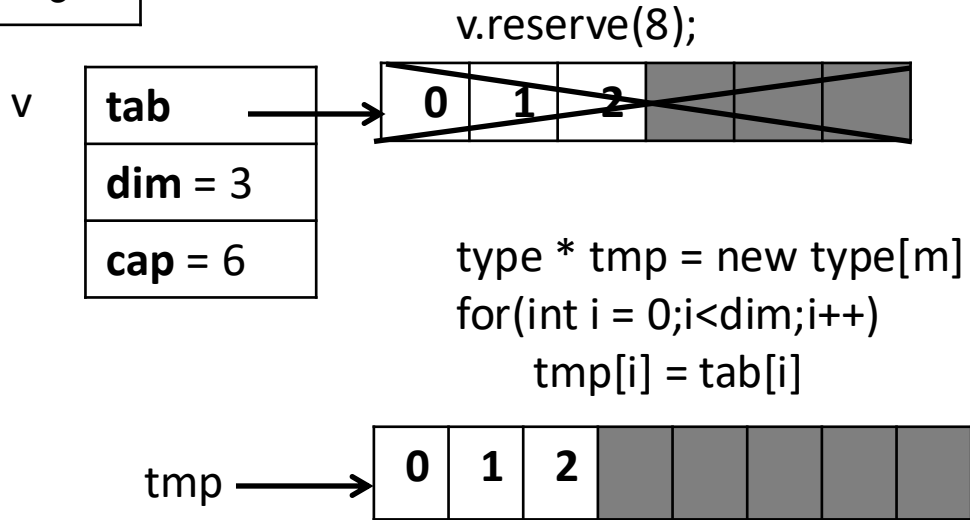 v.reserve(8);
v
tab
0 1 2
dim = 3
cap = 6
type * tmp = new type[m]
for(int i = 0;i<dim;i++)
tmp[i] = tab[i]
tmp
0 1 2